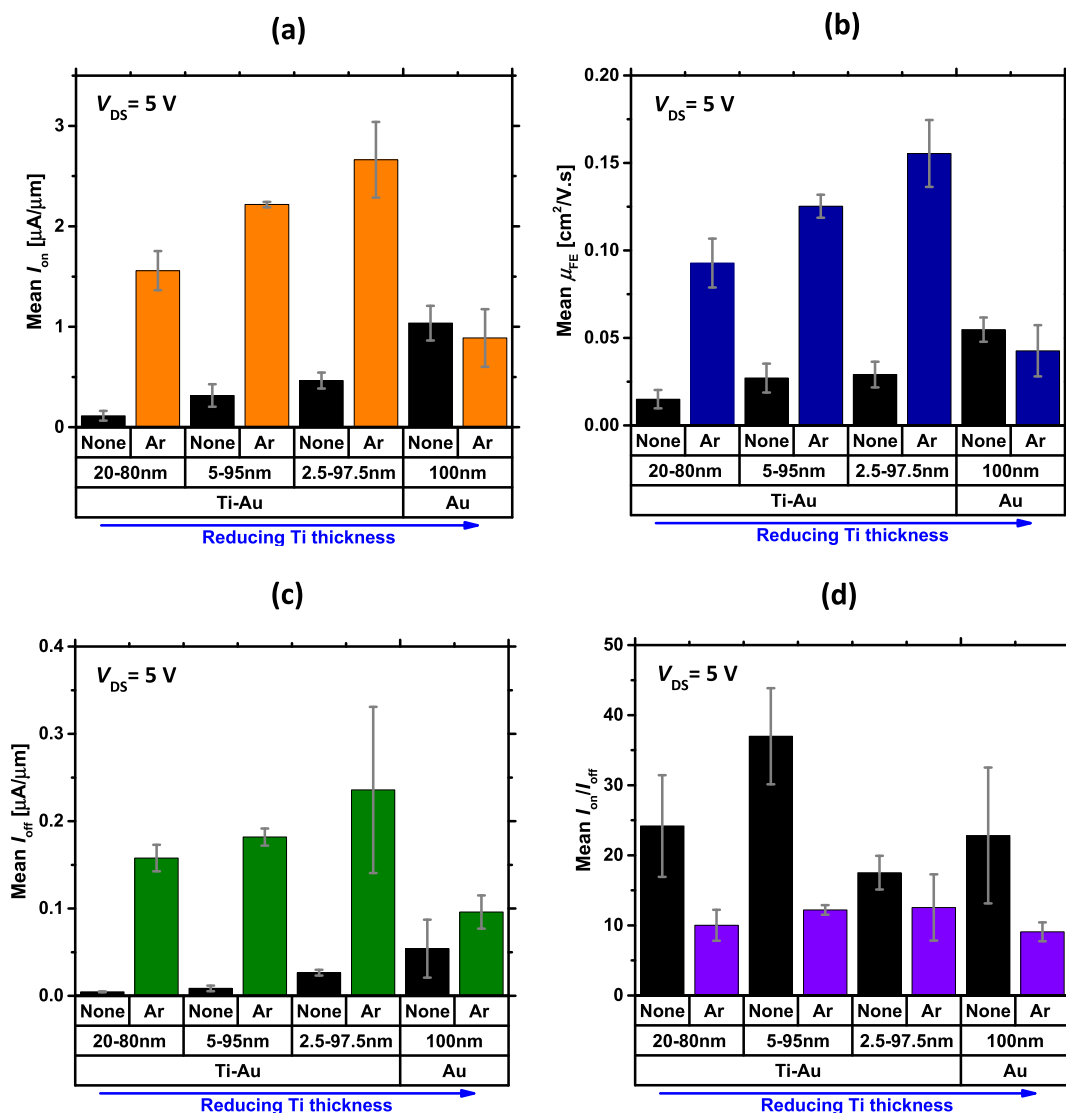 (a)
V_DS= 5 V
Mean I_on [µA/µm]
3
2
1
0
None Ar None Ar None Ar None Ar
20-80nm 5-95nm 2.5-97.5nm 100nm
Ti-Au Au
Reducing Ti thickness
(b)
V_DS= 5 V
Mean µ_FE [cm²/V.s]
0.20
0.15
0.10
0.05
0.00
None Ar None Ar None Ar None Ar
20-80nm 5-95nm 2.5-97.5nm 100nm
Ti-Au Au
Reducing Ti thickness
(c)
V_DS= 5 V
Mean I_off [µA/µm]
0.4
0.3
0.2
0.1
0.0
None Ar None Ar None Ar None Ar
20-80nm 5-95nm 2.5-97.5nm 100nm
Ti-Au Au
Reducing Ti thickness
(d)
V_DS= 5 V
Mean I_on/I_off
50
40
30
20
10
0
None Ar None Ar None Ar None Ar
20-80nm 5-95nm 2.5-97.5nm 100nm
Ti-Au Au
Reducing Ti thickness